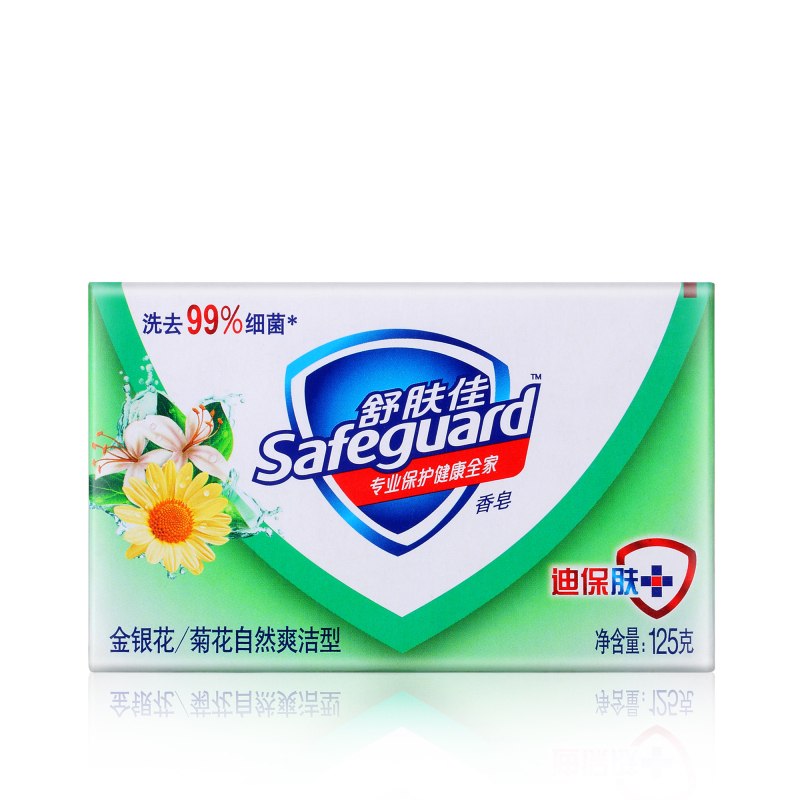 洗去99%细菌*
舒肤佳
Safeguard™
专业保护健康全家
香皂
迪保肤
金银花/菊花自然爽洁型
净含量:125克